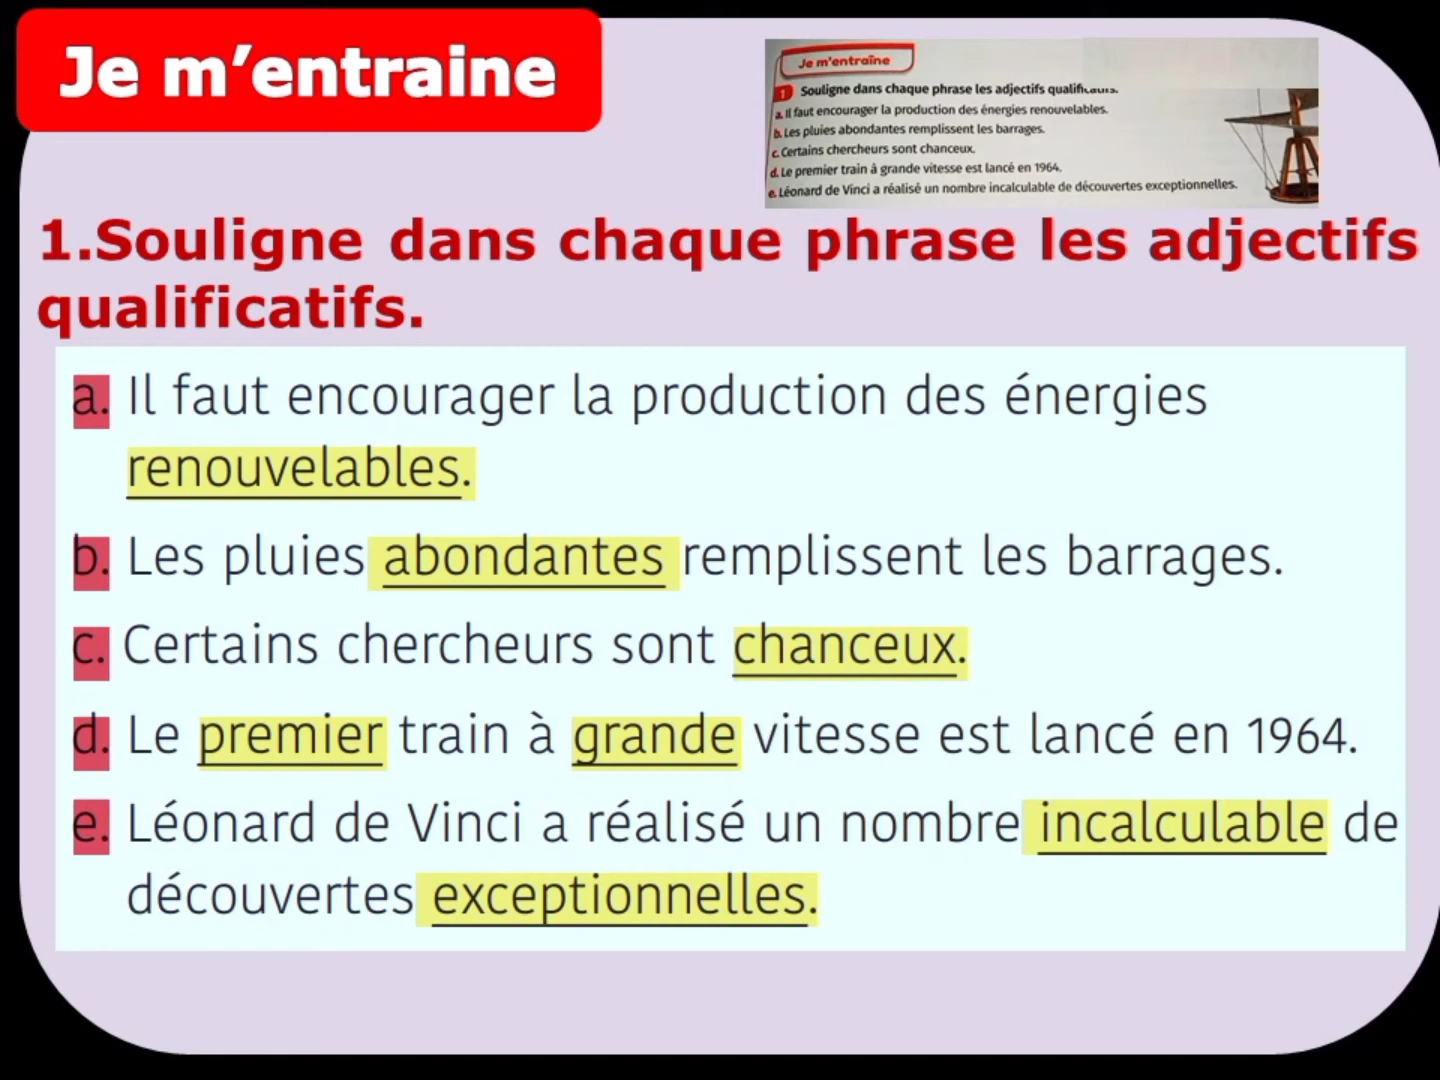 Je m’entraine
Je m'entraîne
1 Souligne dans chaque phrase les adjectifs qualificatifs.
a. Il faut encourager la production des énergies renouvelables.
b. Les pluies abondantes remplissent les barrages.
c. Certains chercheurs sont chanceux.
d. Le premier train à grande vitesse est lancé en 1964.
e. Léonard de Vinci a réalisé un nombre incalculable de découvertes exceptionnelles.
1.Souligne dans chaque phrase les adjectifs
qualificatifs.
a. Il faut encourager la production des énergies
renouvelables.
b. Les pluies abondantes remplissent les barrages.
c. Certains chercheurs sont chanceux.
d. Le premier train à grande vitesse est lancé en 1964.
e. Léonard de Vinci a réalisé un nombre incalculable de
découvertes exceptionnelles.